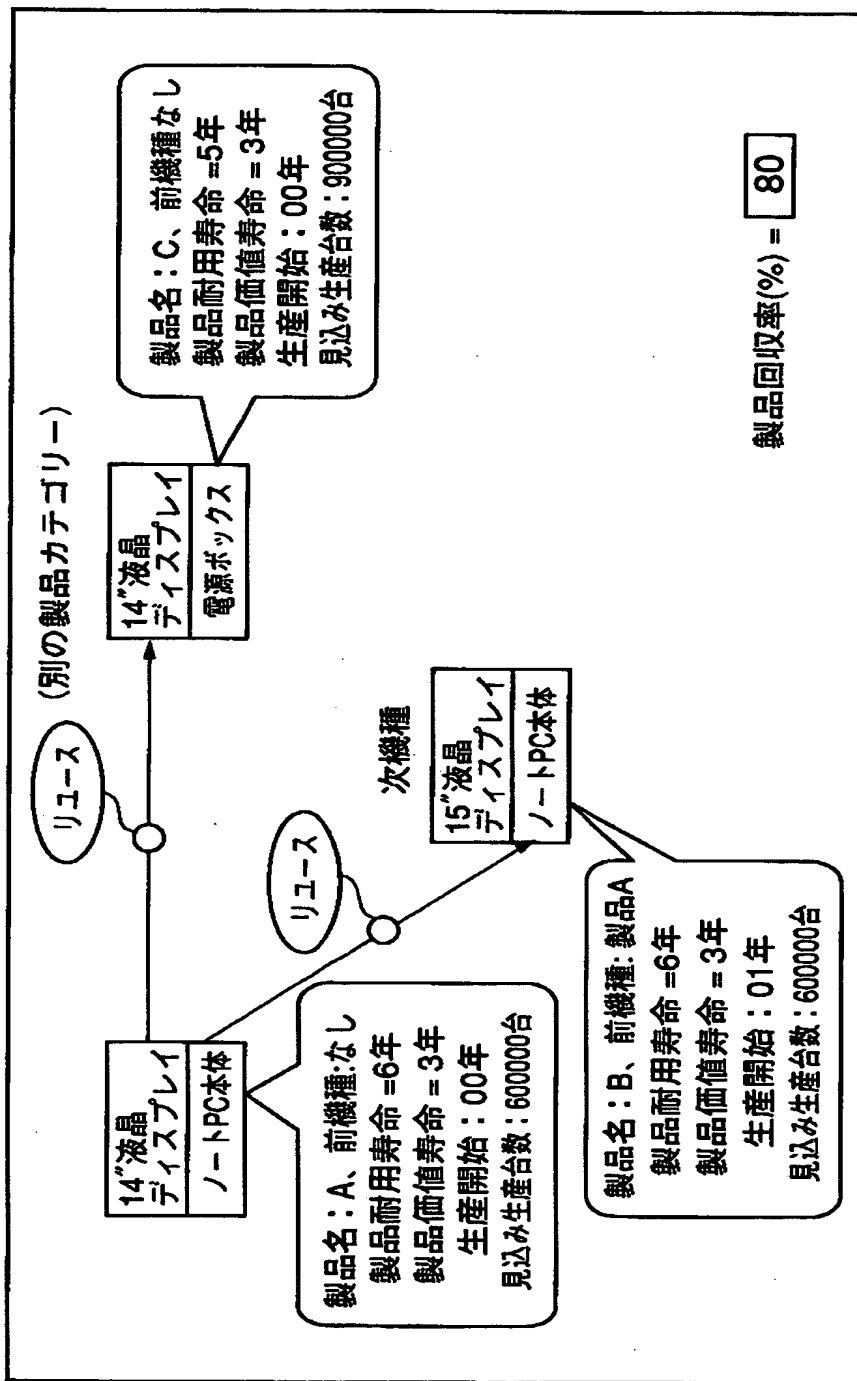 (別の製品カテゴリー)
リュース
14″液晶
ディスプレイ
ノートPC本体
14″液晶
ディスプレイ
電源ボックス
製品名：C、前機種なし
製品耐用寿命=5年
製品価値寿命=3年
生産開始：00年
見込み生産台数：900000台
リュース
次機種
15″液晶
ディスプレイ
ノートPC本体
製品名：A、前機種:なし
製品耐用寿命=6年
製品価値寿命=3年
生産開始：00年
見込み生産台数：600000台
製品名：B、前機種: 製品A
製品耐用寿命=6年
製品価値寿命=3年
生産開始：01年
見込み生産台数：600000台
製品回収率(%) = 80